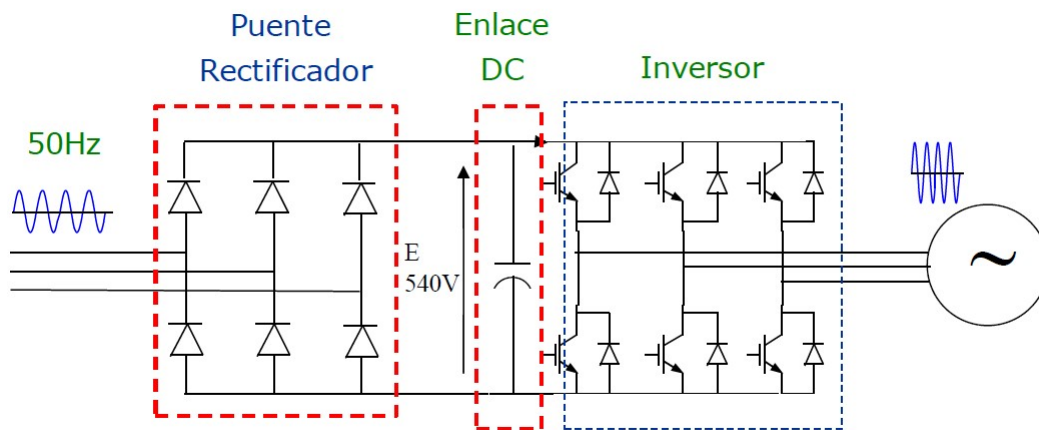 Puente
Rectificador
Enlace
DC
Inversor
50Hz
E
540V
~